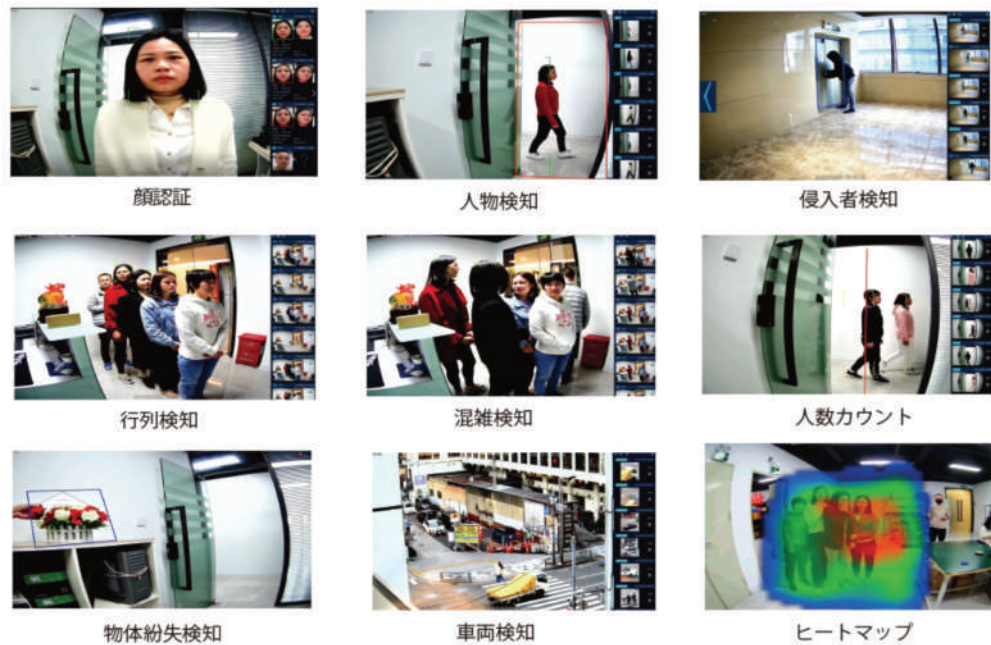 顔認証
人物検知
侵入者検知
行列検知
混雑検知
人数カウント
物体紛失検知
車両検知
ヒートマップ